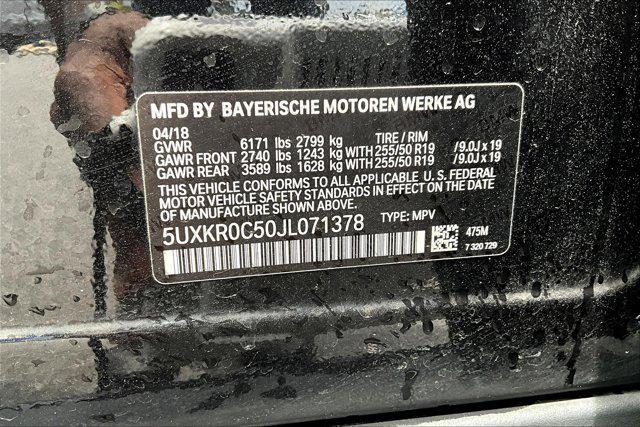 MFD BY BAYERISCHE MOTOREN WERKE AG
04/18 TIRE / RIM
GVWR 6171 lbs 2799 kg
GAWR FRONT 2740 lbs 1243 kg WITH 255/50 R19 /9.0J x 19
GAWR REAR 3589 lbs 1628 kg WITH 255/50 R19 /9.0J x 19
THIS VEHICLE CONFORMS TO ALL APPLICABLE U.S. FEDERAL
MOTOR VEHICLE SAFETY STANDARDS IN EFFECT ON THE DATE
OF MANUFACTURE SHOWN ABOVE.
5UXKR0C50JL071378 TYPE: MPV
475M
7 320 729